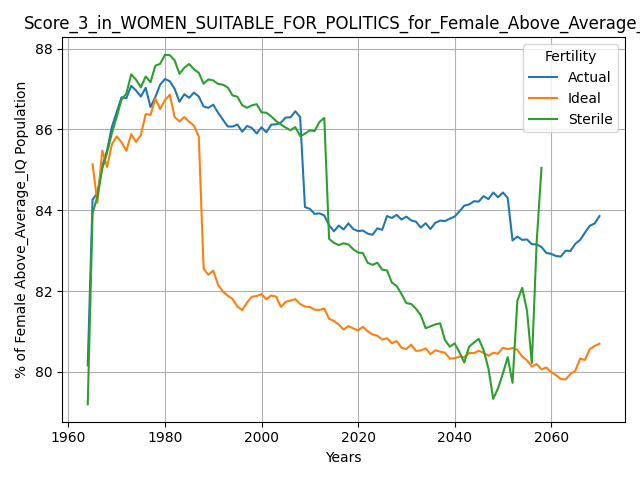 Score_3_in_WOMEN_SUITABLE_FOR_POLITICS_for_Female_Above_Average_
88
86
84
82
80
% of Female Above_Average_IQ Population
Fertility
Actual
Ideal
Sterile
1960
1980
2000
2020
2040
2060
Years